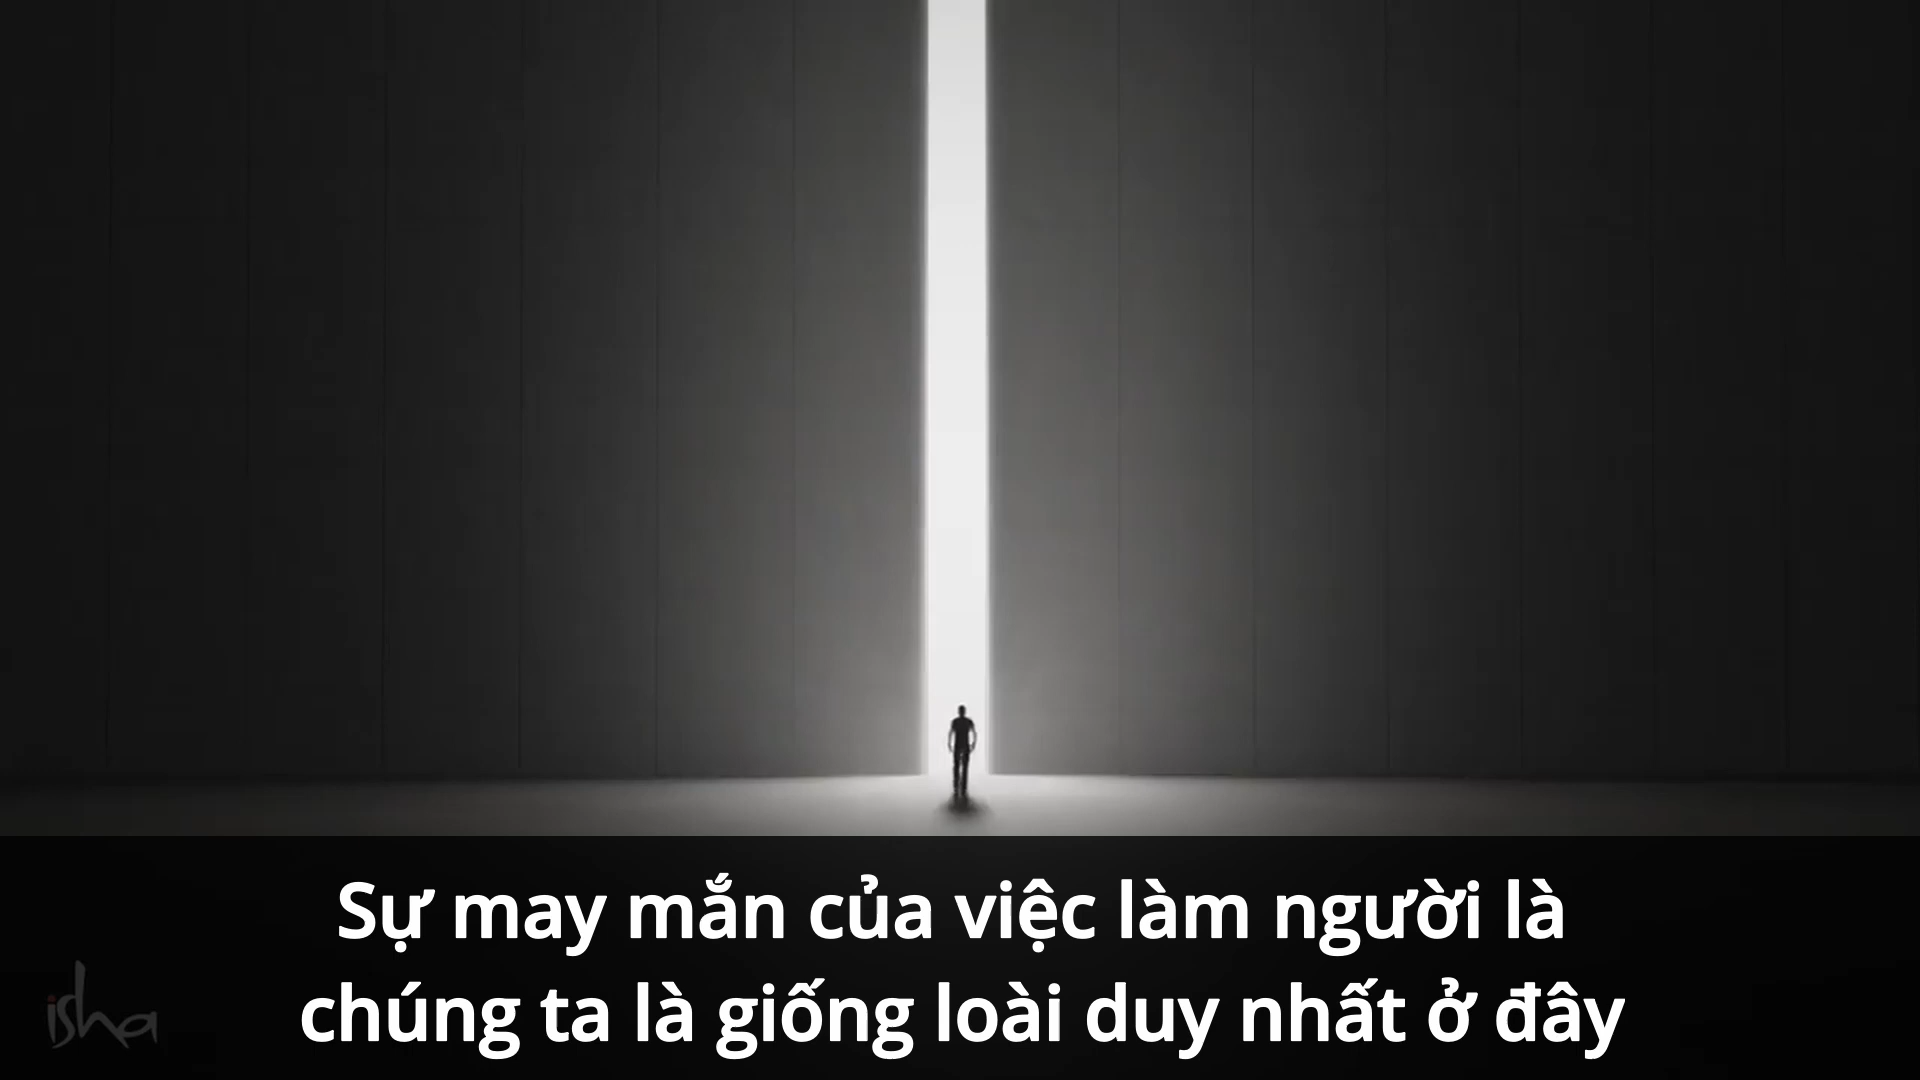 Sự may mắn của việc làm người là
chúng ta là giống loài duy nhất ở đây
isha